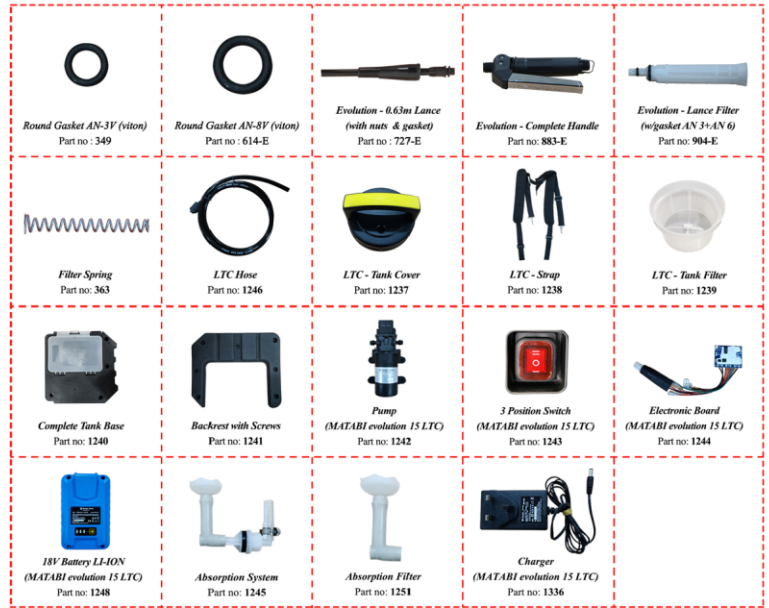 Round Gasket AN-3V (viton)
Part no : 349
Round Gasket AN-8V (viton)
Part no : 614-E
Evolution - 0.63m Lance
(with nuts & gasket)
Part no : 727-E
Evolution - Complete Handle
Part no: 883-E
Evolution - Lance Filter
(w/gasket AN 3+AN 6)
Part no: 904-E
Filter Spring
Part no: 363
LTC Hose
Part no: 1246
LTC - Tank Cover
Part no: 1237
LTC - Strap
Part no: 1238
LTC - Tank Filter
Part no: 1239
Complete Tank Base
Part no: 1240
Backrest with Screws
Part no: 1241
Pump
(MATABI evolution 15 LTC)
Part no: 1242
3 Position Switch
(MATABI evolution 15 LTC)
Part no: 1243
Electronic Board
(MATABI evolution 15 LTC)
Part no: 1244
18V Battery LI-ION
(MATABI evolution 15 LTC)
Part no: 1248
Absorption System
Part no: 1245
Absorption Filter
Part no: 1251
Charger
(MATABI evolution 15 LTC)
Part no: 1336